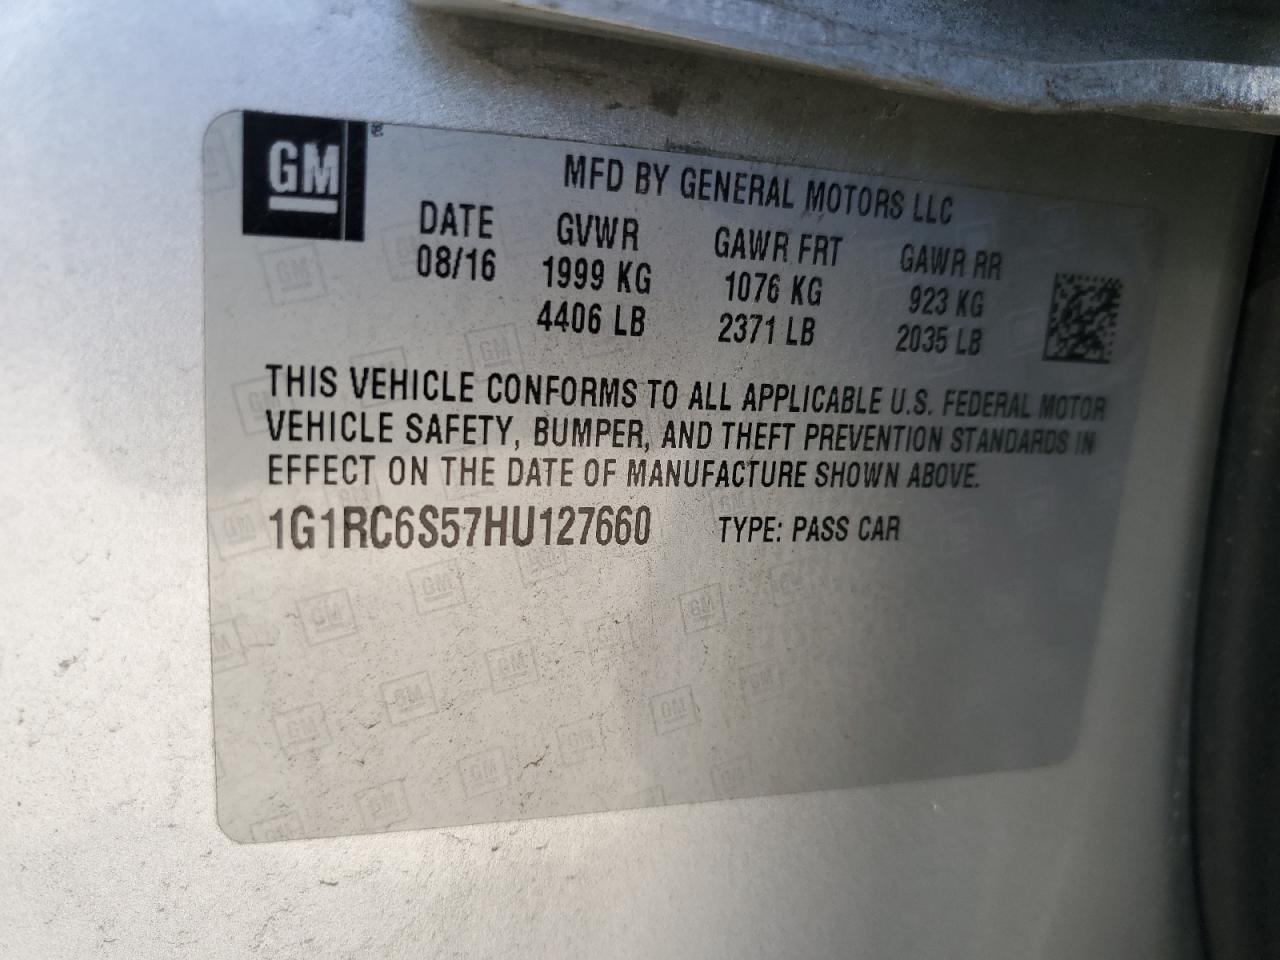 GM
MFD BY GENERAL MOTORS LLC
DATE GVWR GAWR FRT GAWR RR
08/16 1999 KG 1076 KG 923 KG
4406 LB 2371 LB 2035 LB
THIS VEHICLE CONFORMS TO ALL APPLICABLE U.S. FEDERAL MOTOR
VEHICLE SAFETY, BUMPER, AND THEFT PREVENTION STANDARDS IN
EFFECT ON THE DATE OF MANUFACTURE SHOWN ABOVE.
1G1RC6S57HU127660 TYPE: PASS CAR